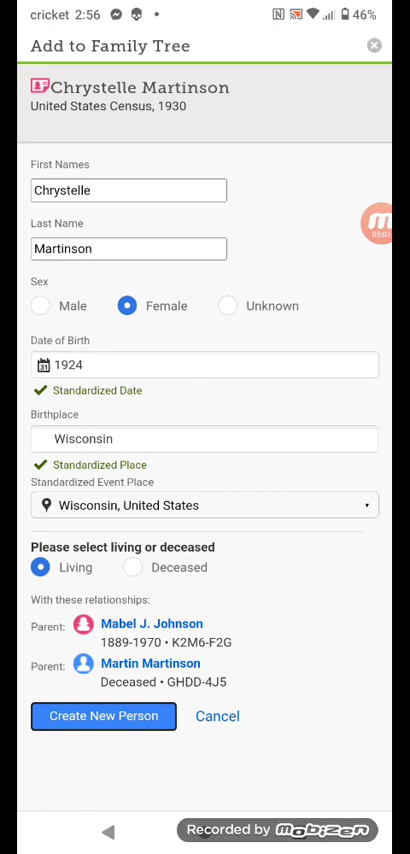 cricket 2:56 • 46%
Add to Family Tree
Chrystelle Martinson
United States Census, 1930
First Names
Chrystelle
Last Name
Martinson
05:03
Sex
Male Female Unknown
Date of Birth
31 1924
Standardized Date
Birthplace
Wisconsin
Standardized Place
Standardized Event Place
Wisconsin, United States
Please select living or deceased
Living Deceased
With these relationships:
Parent: Mabel J. Johnson
1889-1970 • K2M6-F2G
Parent: Martin Martinson
Deceased • GHDD-4J5
Create New Person Cancel
Recorded by mobizen